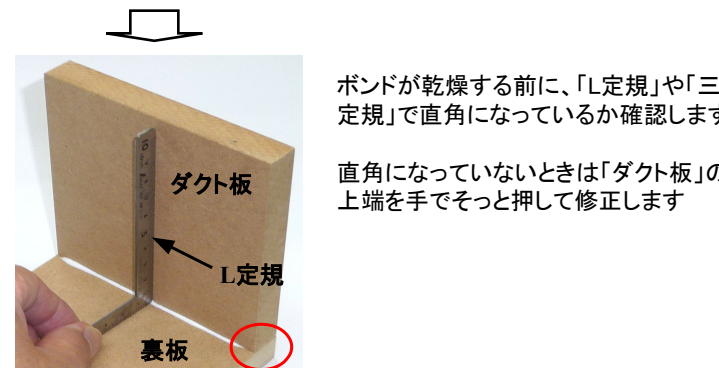 ボンドが乾燥する前に、「L定規」や「三
定規」で直角になっているか確認します
直角になっていないときは「ダクト板」の
上端を手でそっと押して修正します
ダクト板
L定規
裏板
10
5